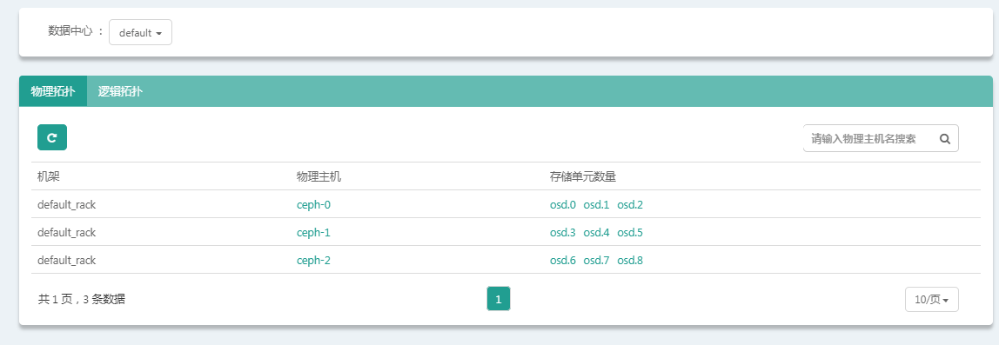 数据中心 ： default
物理拓扑 逻辑拓扑
请输入物理主机名搜索
机架 物理主机 存储单元数量
default_rack ceph-0 osd.0 osd.1 osd.2
default_rack ceph-1 osd.3 osd.4 osd.5
default_rack ceph-2 osd.6 osd.7 osd.8
共 1 页，3 条数据 1 10/页